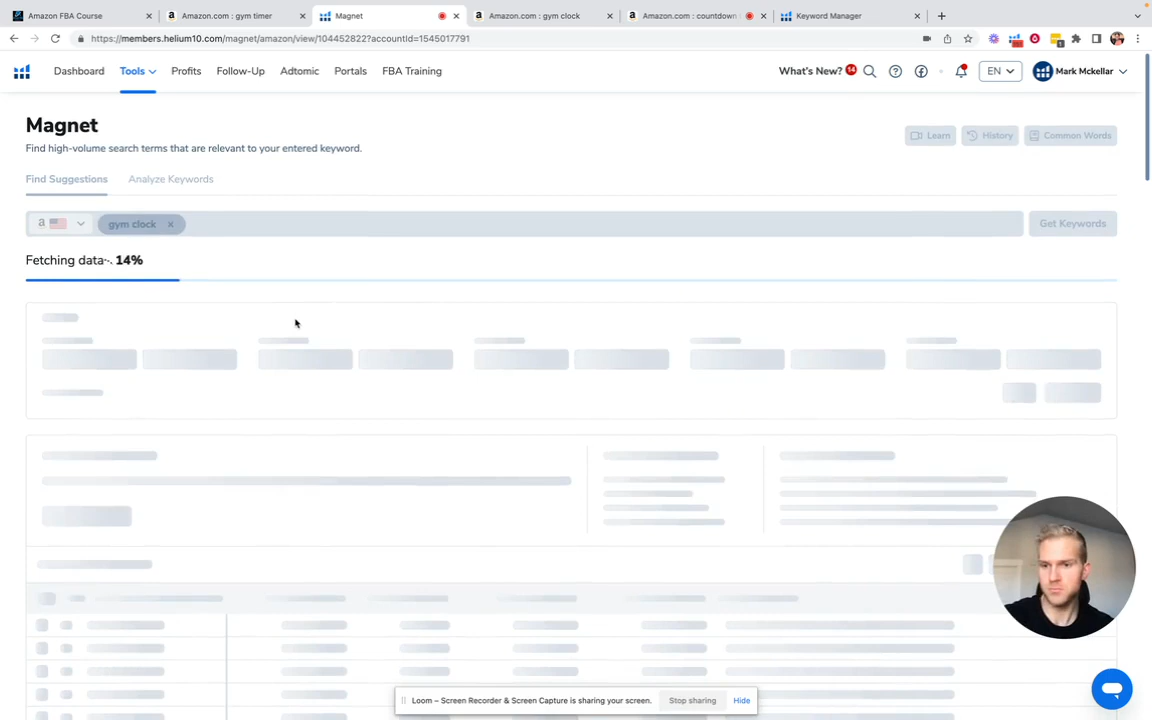 Amazon FBA Course
Amazon.com : gym timer
Magnet
Amazon.com : gym clock
Amazon.com : countdown
Keyword Manager
https://members.helium10.com/magnet/amazon/view/104452822?accountId=1545017791
Dashboard
Tools
Profits
Follow-Up
Adtomic
Portals
FBA Training
What's New?
14
EN
Mark Mckellar
Magnet
Find high-volume search terms that are relevant to your entered keyword.
Learn
History
Common Words
Find Suggestions
Analyze Keywords
a
gym clock
Get Keywords
Fetching data 14%
Loom – Screen Recorder & Screen Capture is sharing your screen.
Stop sharing
Hide